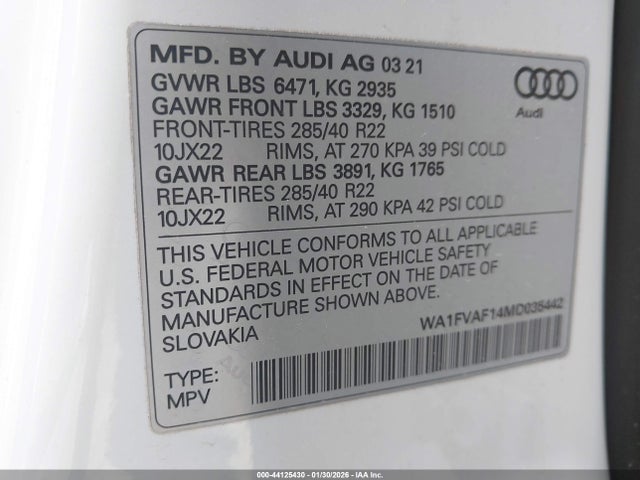 MFD. BY AUDI AG 03 21
GVWR LBS 6471, KG 2935
GAWR FRONT LBS 3329, KG 1510
FRONT-TIRES 285/40 R22
10JX22 RIMS, AT 270 KPA 39 PSI COLD
GAWR REAR LBS 3891, KG 1765
REAR-TIRES 285/40 R22
10JX22 RIMS, AT 290 KPA 42 PSI COLD
Audi
THIS VEHICLE CONFORMS TO ALL APPLICABLE
U.S. FEDERAL MOTOR VEHICLE SAFETY
STANDARDS IN EFFECT ON THE DATE OF
MANUFACTURE SHOWN ABOVE.
SLOVAKIA
WA1FVAF14MD035442
TYPE:
MPV
000-44125430 - 01/30/2026 - IAAI.COM